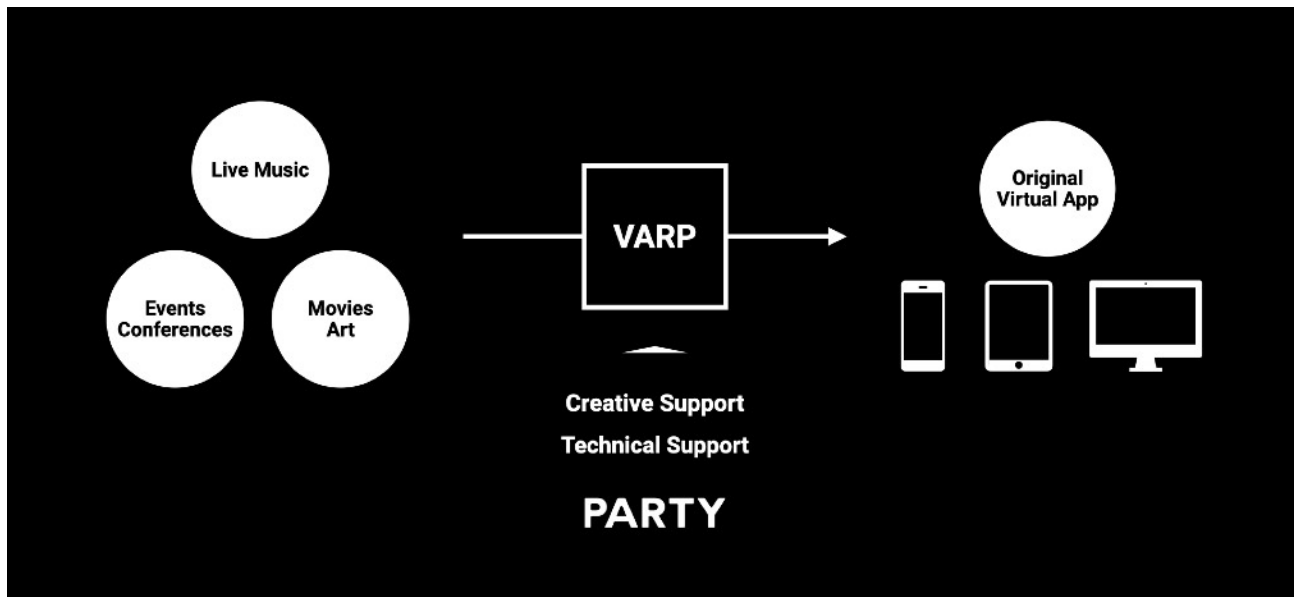 Live Music
Events
Conferences
Movies
Art
VARP
Creative Support
Technical Support
PARTY
Original
Virtual App